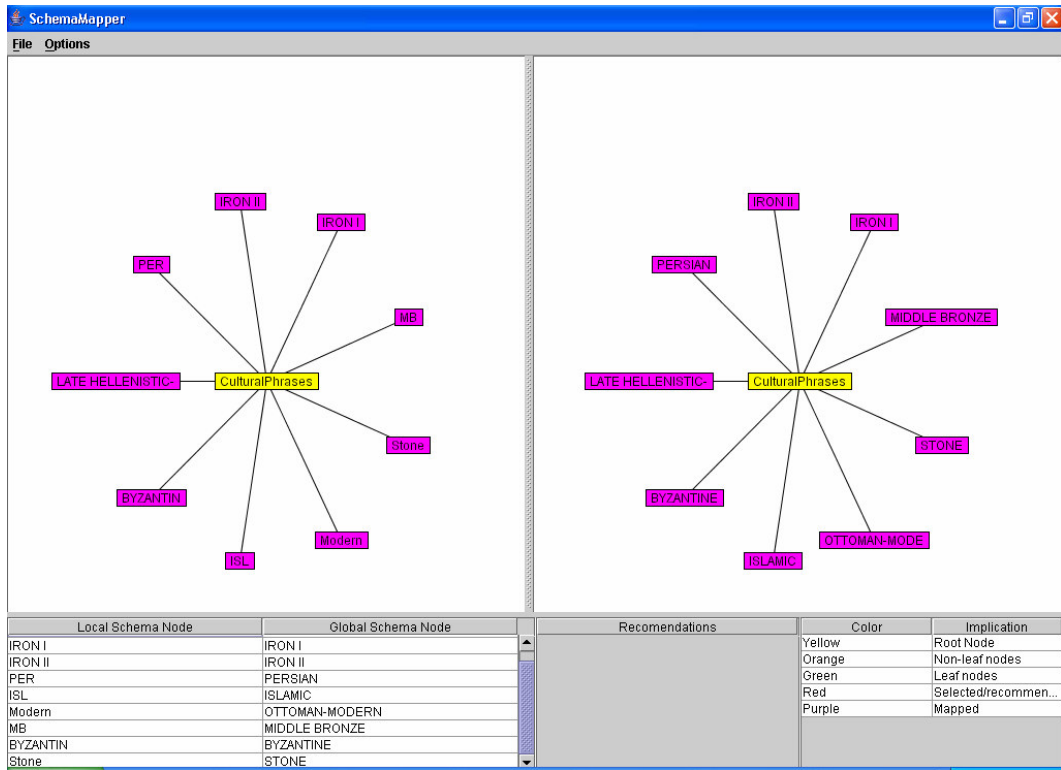 SchemaMapper
File Options
IRON II
IRON I
PER
MB
LATE HELLENISTIC-
CulturalPhrases
Stone
BYZANTIN
Modern
ISL
IRON II
IRON I
PERSIAN
MIDDLE BRONZE
LATE HELLENISTIC-
CulturalPhrases
STONE
BYZANTINE
OTTOMAN-MODE
ISLAMIC
Local Schema Node Global Schema Node
IRON I IRON I
IRON II IRON II
PER PERSIAN
ISL ISLAMIC
Modern OTTOMAN-MODERN
MB MIDDLE BRONZE
BYZANTIN BYZANTINE
Stone STONE
Recomendations
Color Implication
Yellow Root Node
Orange Non-leaf nodes
Green Leaf nodes
Red Selected/recommen...
Purple Mapped